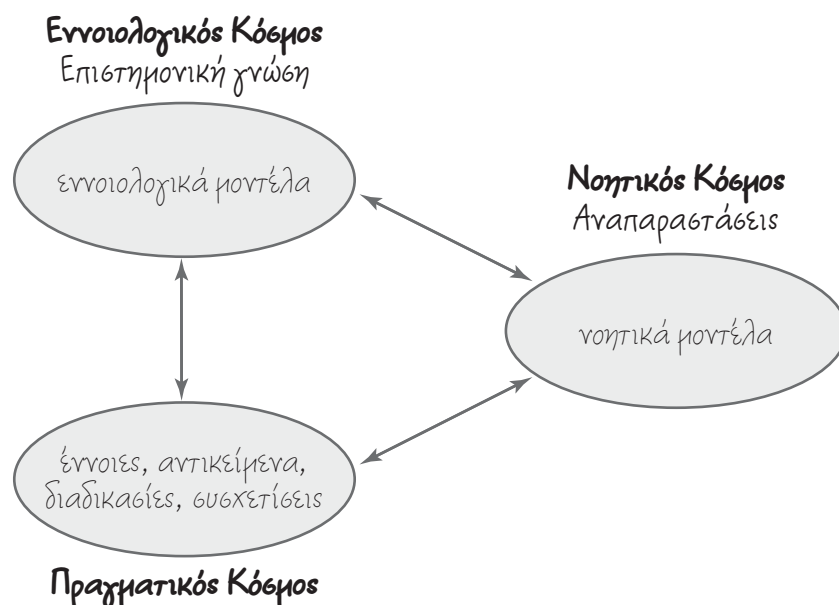 Εννοιολογικός Κόσμος
Επιστημονική γνώση
εννοιολογικά μοντέλα
Νοητικός Κόσμος
Αναπαραστάσεις
νοητικά μοντέλα
έννοιες, αντικείμενα,
διαδικασίες, συσχετίσεις
Πραγματικός Κόσμος